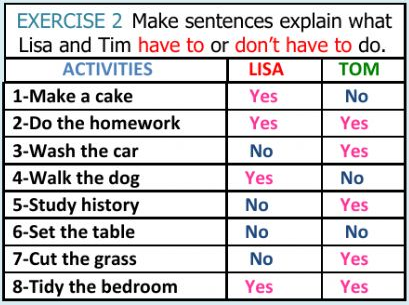 EXERCISE 2 Make sentences explain what
Lisa and Tim have to or don't have to do.
ACTIVITIES LISA TOM
1-Make a cake Yes No
2-Do the homework Yes Yes
3-Wash the car No Yes
4-Walk the dog Yes No
5-Study history No Yes
6-Set the table No No
7-Cut the grass No Yes
8-Tidy the bedroom Yes Yes